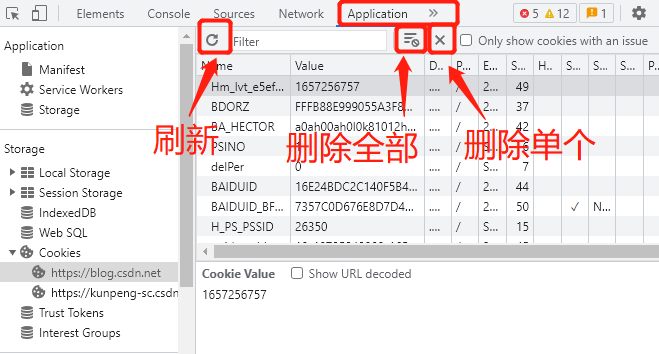 Elements Console Sources Network Application 5 12 1
Application
Manifest
Service Workers
Storage
Storage
Local Storage
Session Storage
IndexedDB
Web SQL
Cookies
https://blog.csdn.net
https://kunpeng-sc.csdn
Trust Tokens
Interest Groups
Filter Only show cookies with an issue
Name Value D... P... E... S... H... S... S... S... P
Hm_lvt_e5ef... 1657256757 ... / 2... 49
BDORZ FFFB88E999055A3F8... ... / 2... 37
BA_HECTOR a0ah00ah0l0k81012h... ... / 2... 42
PSINO
delPer 0 ... / S... 7
BAIDUID 16E24BDC2C140F5B4... ... / 2... 44
BAIDUID_BF... 7357C0D676E8D7D4... ... / 2... 50 ✓ N...
H_PS_PSSID 26350 ... / S... 15
刷新
删除全部
删除单个
Cookie Value Show URL decoded
1657256757